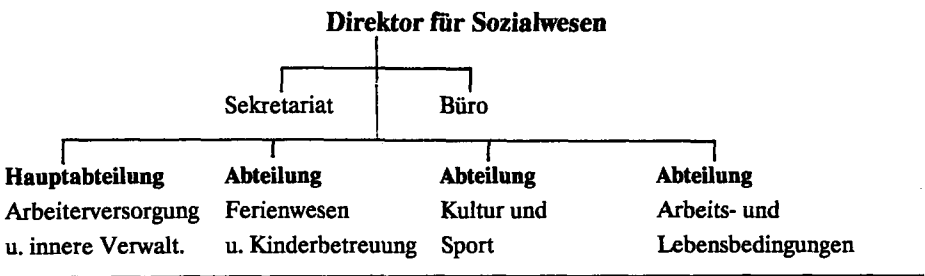 Direktor für Sozialwesen
Sekretariat Büro
Hauptabteilung Abteilung Abteilung Abteilung
Arbeiterversorgung Ferienwesen Kultur und Arbeits- und
u. innere Verwalt. u. Kinderbetreuung Sport Lebensbedingungen